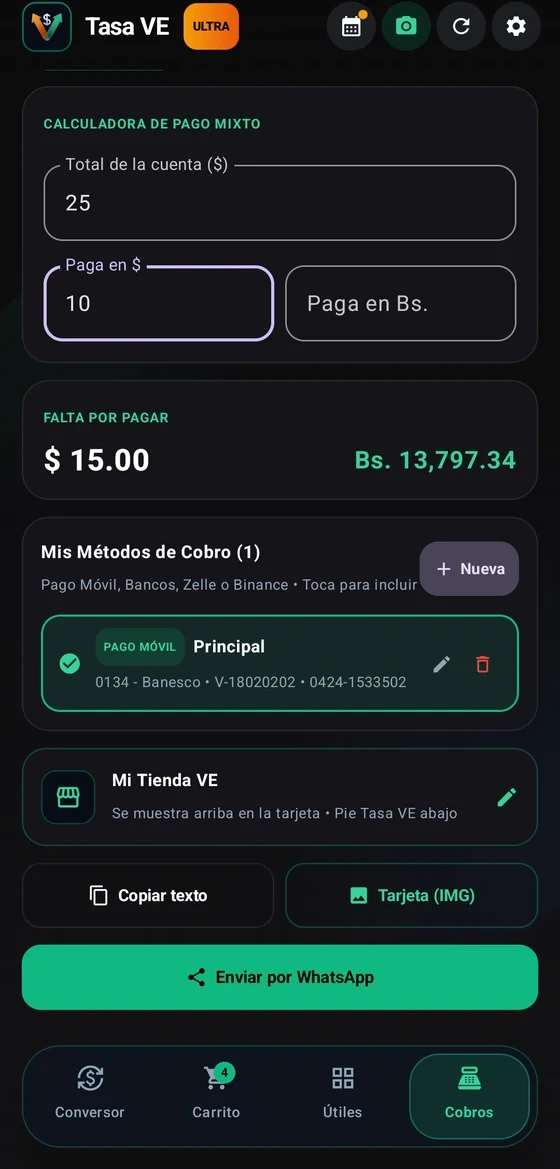 Tasa VE
ULTRA
CALCULADORA DE PAGO MIXTO
Total de la cuenta ($)
25
Paga en $
10
Paga en Bs.
FALTA POR PAGAR
$ 15.00
Bs. 13,797.34
Mis Métodos de Cobro (1)
Pago Móvil, Bancos, Zelle o Binance • Toca para incluir
+ Nueva
PAGO MÓVIL
Principal
0134 - Banesco • V-18020202 • 0424-1533502
Mi Tienda VE
Se muestra arriba en la tarjeta • Pie Tasa VE abajo
Copiar texto
Tarjeta (IMG)
Enviar por WhatsApp
4
Conversor
Carrito
Útiles
Cobros